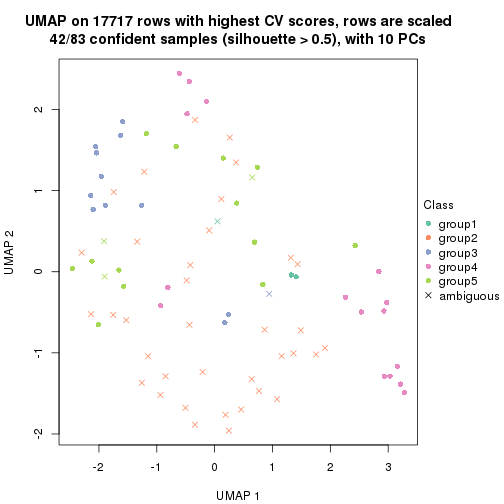 UMAP on 17717 rows with highest CV scores, rows are scaled
42/83 confident samples (silhouette > 0.5), with 10 PCs
UMAP 2
2
1
0
-1
-2
-2
-1
0
1
2
3
UMAP 1
Class
group1
group2
group3
group4
group5
ambiguous